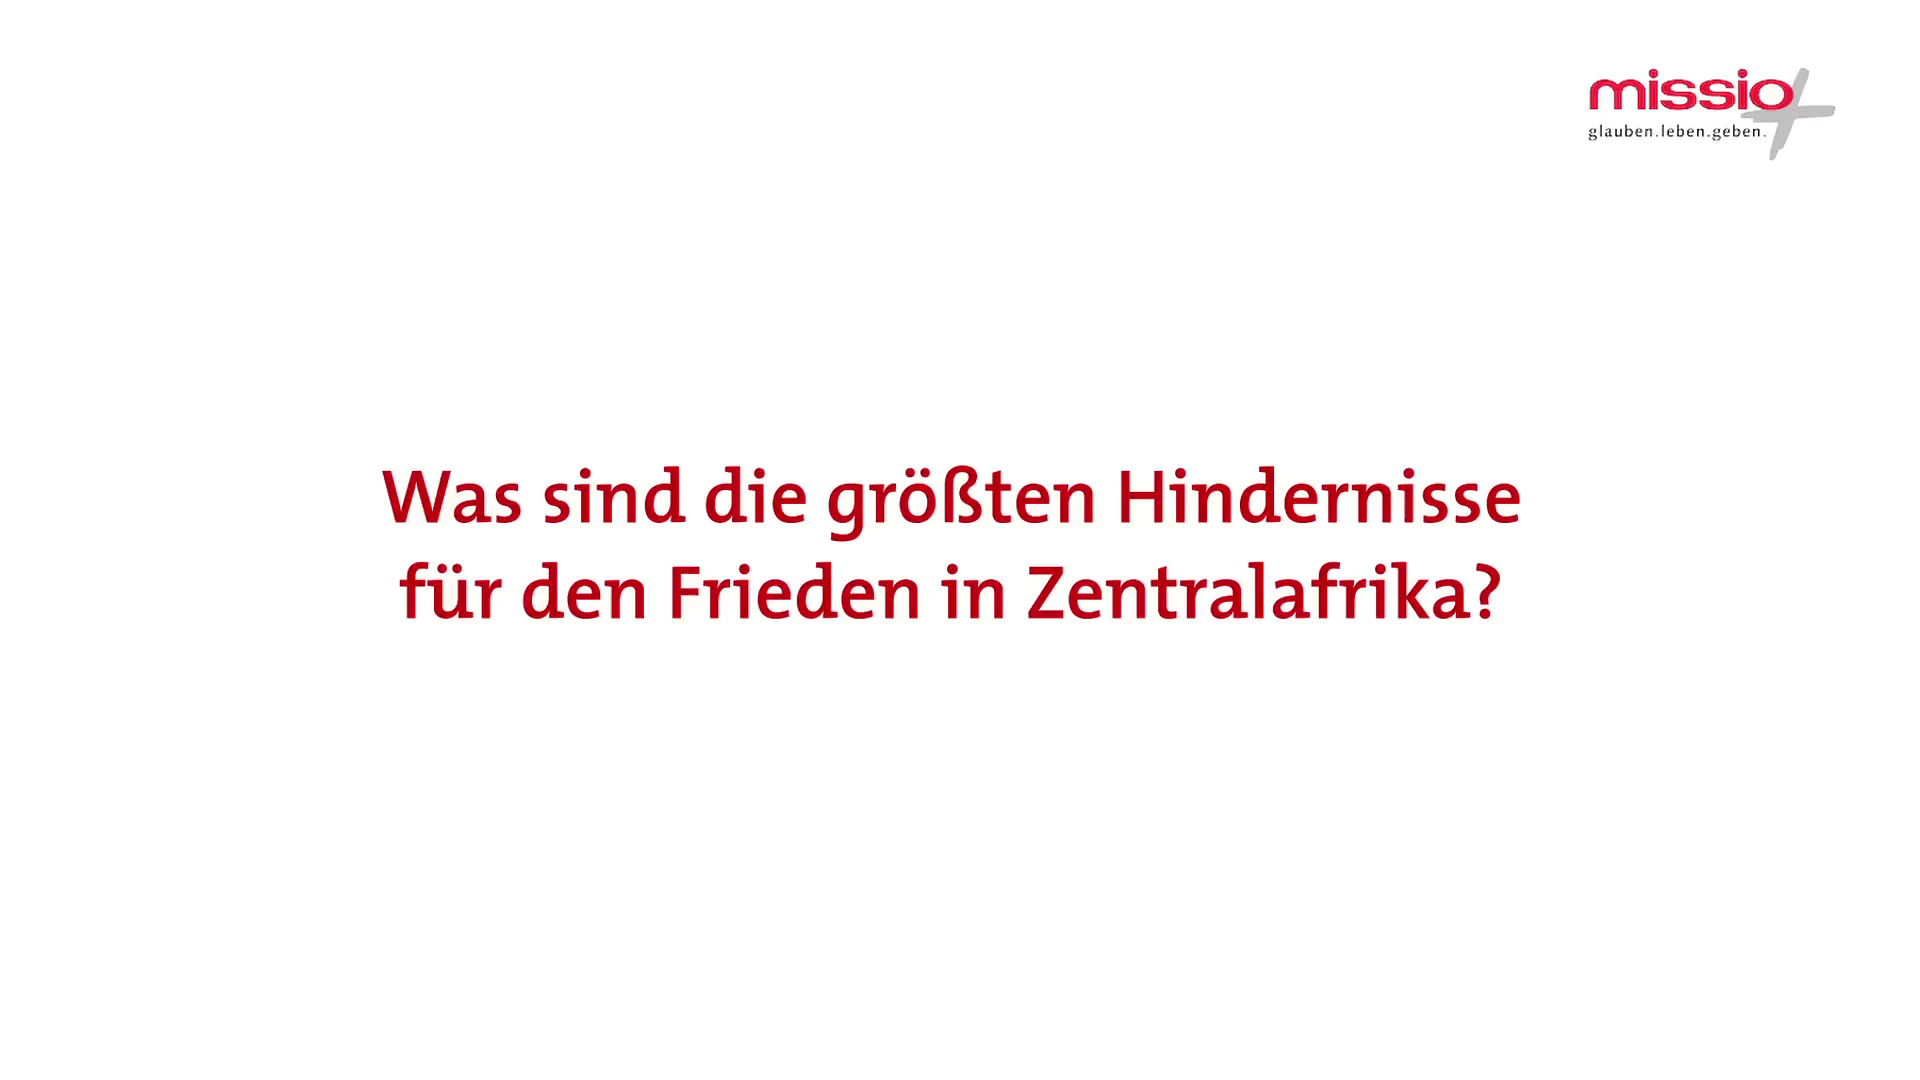 missio
glauben.leben.geben.
Was sind die größten Hindernisse
für den Frieden in Zentralafrika?